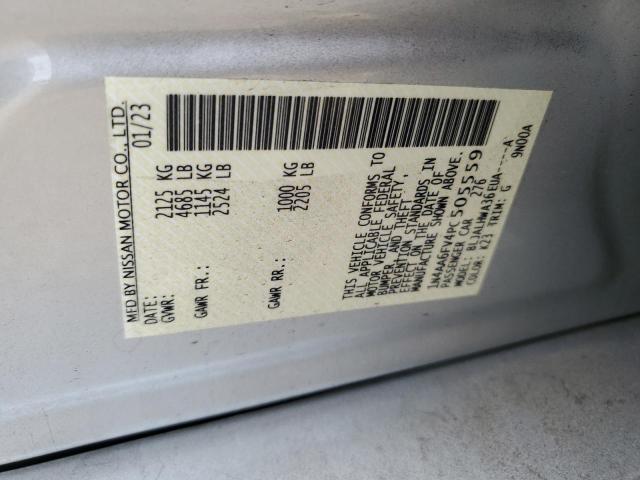 MFD BY NISSAN MOTOR CO., LTD.
DATE: 01/23
GVWR: 2125 KG
4685 LB
GAWR FR.: 1145 KG
2524 LB
GAWR RR.: 1000 KG
2205 LB
THIS VEHICLE CONFORMS TO
ALL APPLICABLE FEDERAL
MOTOR VEHICLE SAFETY,
BUMPER, AND THEFT
PREVENTION STANDARDS IN
EFFECT ON THE DATE OF
MANUFACTURE SHOWN ABOVE.
1N4AA6FV4PC505559
PASSENGER CAR 276
MODEL: BLJALHWA36EUA----A
COLOR: K23 TRIM: G 9N00A